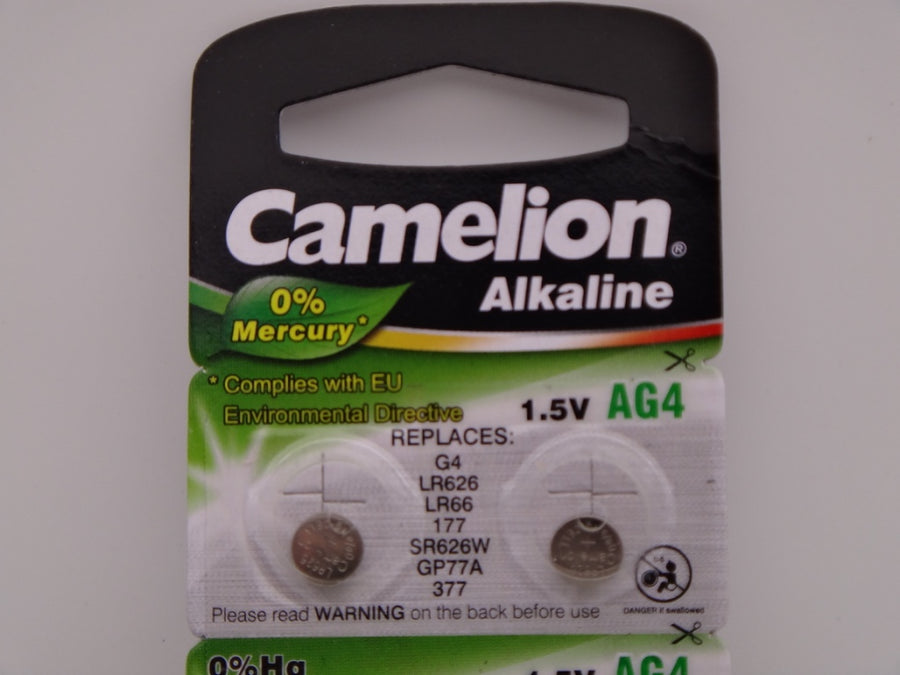 Camelion®
Alkaline
0%
Mercury*
* Complies with EU
Environmental Directive
1.5V AG4
REPLACES:
G4
LR626
LR66
177
SR626W
GP77A
377
DANGER if swallowed
Please read WARNING on the back before use
0%Hg
1.5V AG4